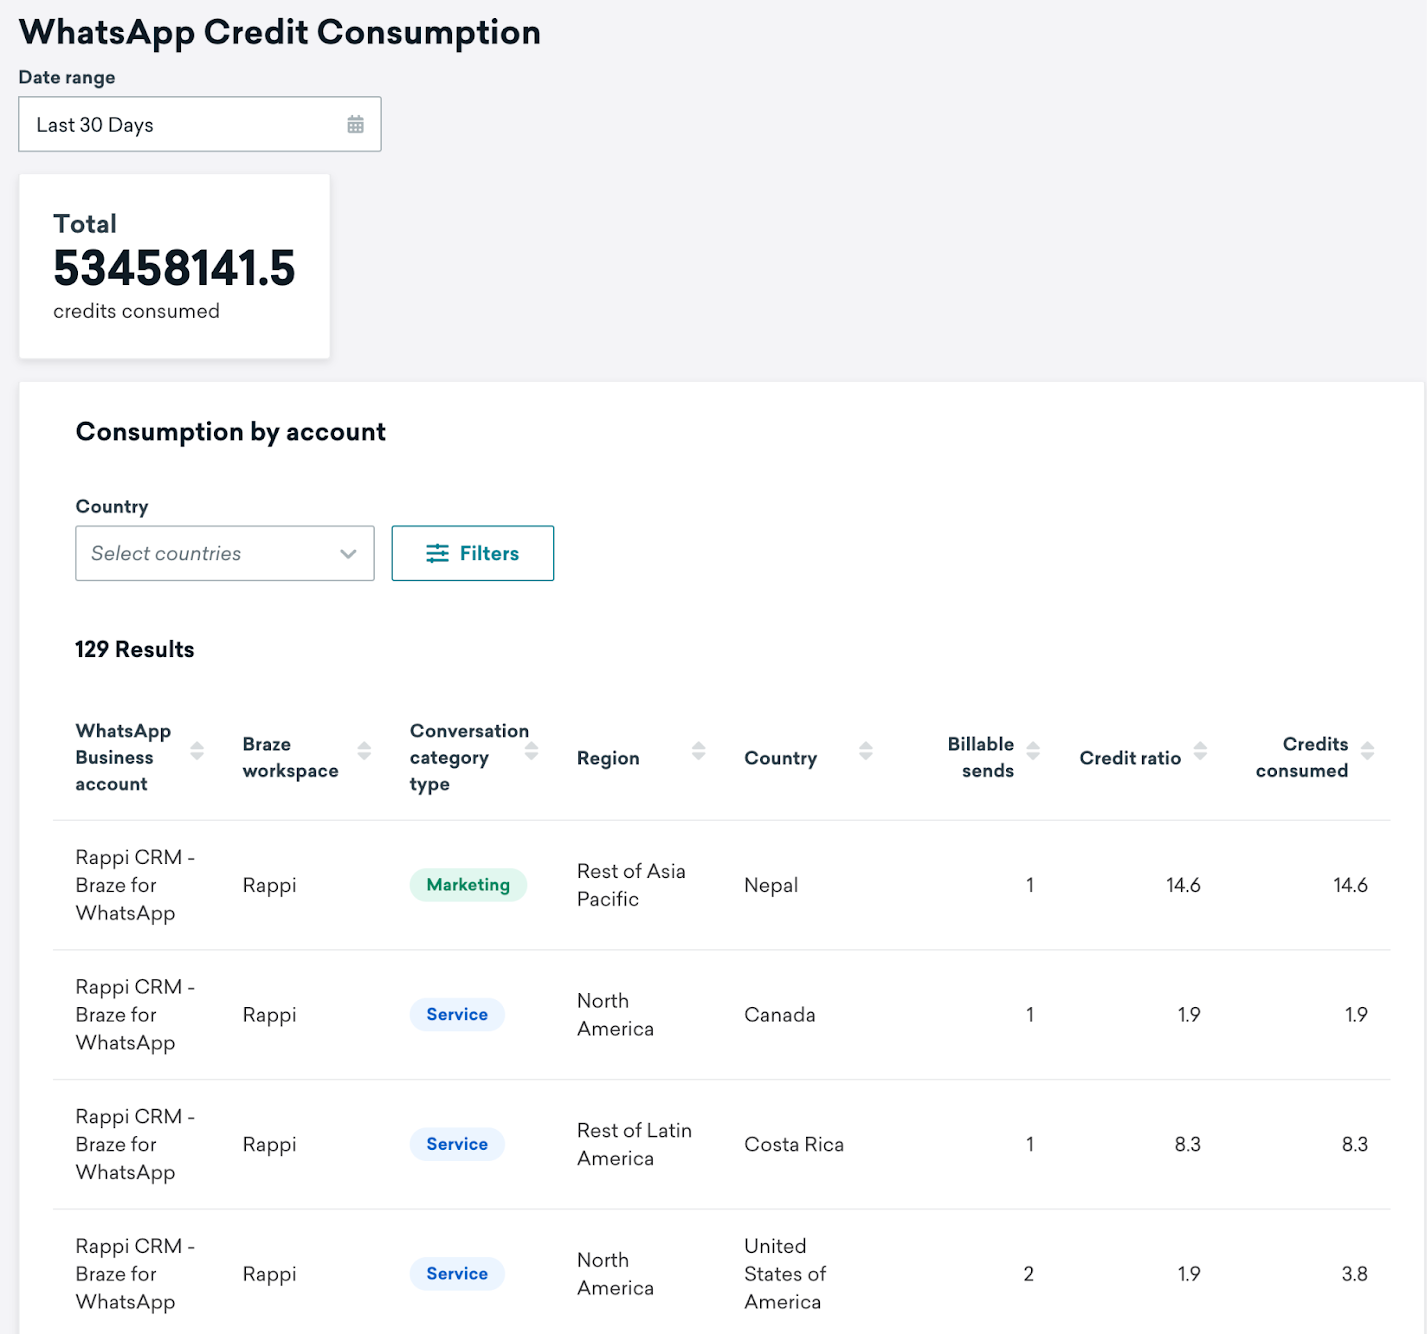 WhatsApp Credit Consumption
Date range
Last 30 Days
Total
53458141.5
credits consumed
Consumption by account
Country
Select countries
Filters
129 Results
WhatsApp
Business
account
Braze
workspace
Conversation
category
type
Region
Country
Billable
sends
Credit ratio
Credits
consumed
Rappi CRM -
Braze for
WhatsApp
Rappi
Marketing
Rest of Asia
Pacific
Nepal
1
14.6
14.6
Rappi CRM -
Braze for
WhatsApp
Rappi
Service
North
America
Canada
1
1.9
1.9
Rappi CRM -
Braze for
WhatsApp
Rappi
Service
Rest of Latin
America
Costa Rica
1
8.3
8.3
Rappi CRM -
Braze for
WhatsApp
Rappi
Service
North
America
United
States of
America
2
1.9
3.8